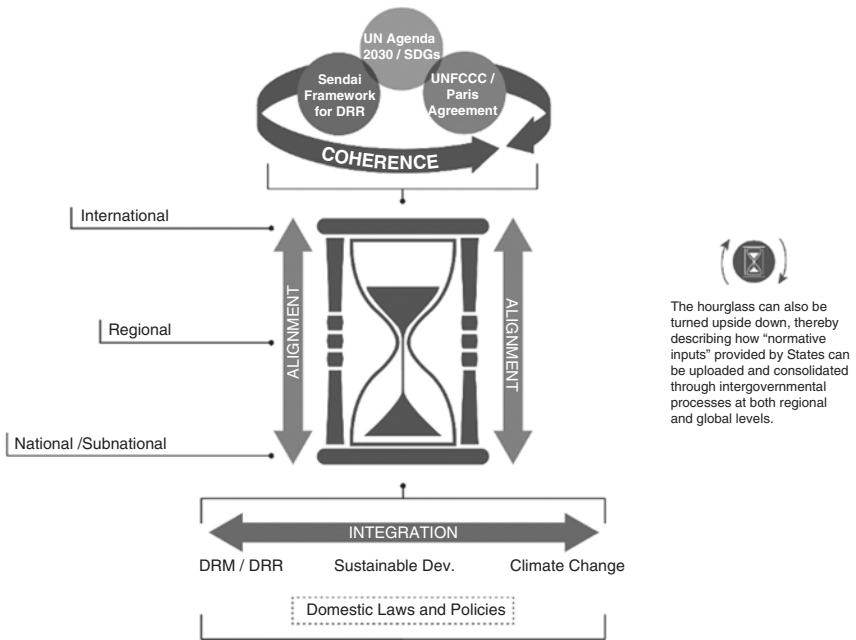 UN Agenda
2030 / SDGs
Sendai
Framework
for DRR
UNFCCC /
Paris
Agreement
COHERENCE
International
Regional
National /Subnational
ALIGNMENT
ALIGNMENT
The hourglass can also be
turned upside down, thereby
describing how “normative
inputs” provided by States can
be uploaded and consolidated
through intergovernmental
processes at both regional
and global levels.
INTEGRATION
DRM / DRR
Sustainable Dev.
Climate Change
Domestic Laws and Policies